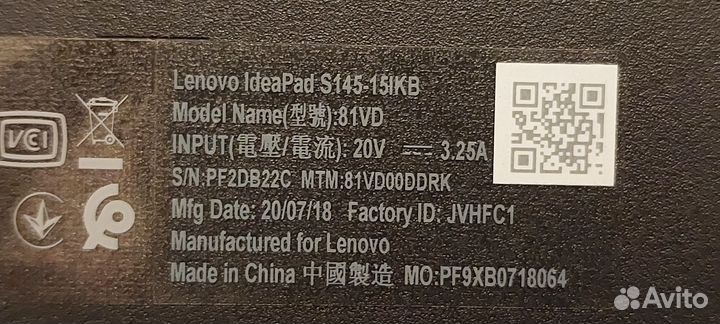 Lenovo IdeaPad S145-15IKB
Model Name(型號):81VD
INPUT(電壓/電流): 20V ⎓ 3.25A
S/N:PF2DB22C MTM:81VD00DDRK
Mfg Date: 20/07/18 Factory ID: JVHFC1
Manufactured for Lenovo
Made in China 中國製造 MO:PF9XB0718064
VCCI
Avito